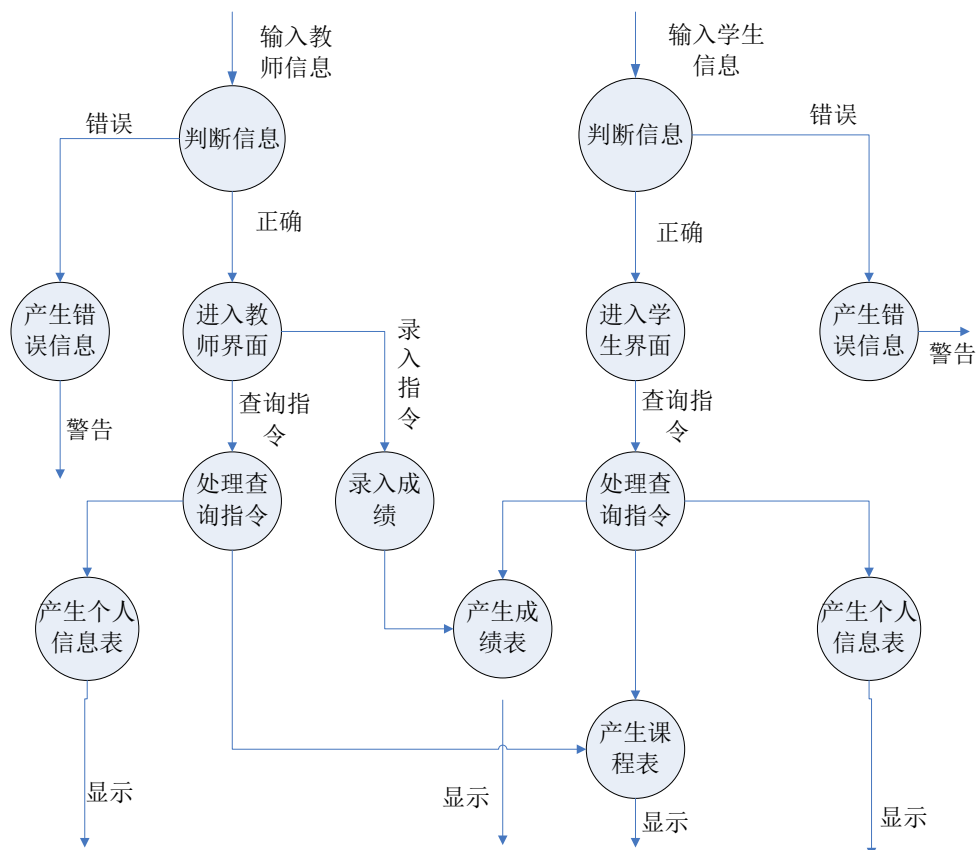 输入教
师信息
输入学生
信息
错误
判断信息
判断信息
错误
正确
正确
产生错
误信息
进入教
师界面
录
入
指
令
进入学
生界面
产生错
误信息
警告
警告
查询指
令
查询指
令
处理查
询指令
录入成
绩
处理查
询指令
产生个人
信息表
产生成
绩表
产生个人
信息表
产生课
程表
显示
显示
显示
显示